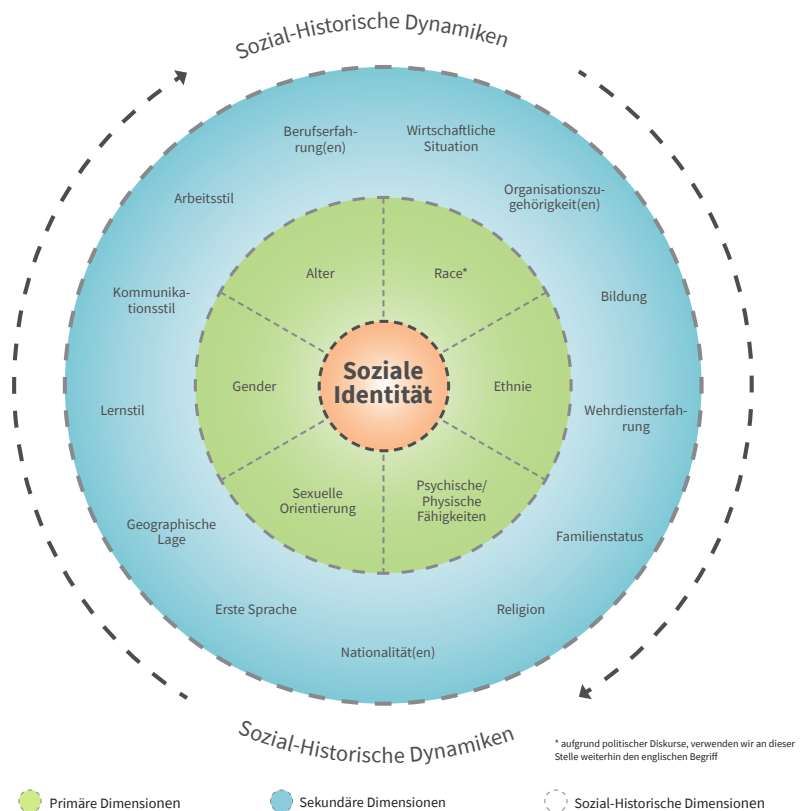 Sozial-Historische Dynamiken
Berufserfah-
rung(en)
Wirtschaftliche
Situation
Arbeitsstil
Organisationszu-
gehörigkeit(en)
Alter
Race*
Kommunika-
tionsstil
Bildung
Soziale
Identität
Gender
Ethnie
Lernstil
Wehrdiensterfah-
rung
Sexuelle
Orientierung
Psychische/
Physische
Fähigkeiten
Geographische
Lage
Familienstatus
Erste Sprache
Religion
Nationalität(en)
Sozial-Historische Dynamiken
* aufgrund politischer Diskurse, verwenden wir an dieser
Stelle weiterhin den englischen Begriff
Primäre Dimensionen
Sekundäre Dimensionen
Sozial-Historische Dimensionen